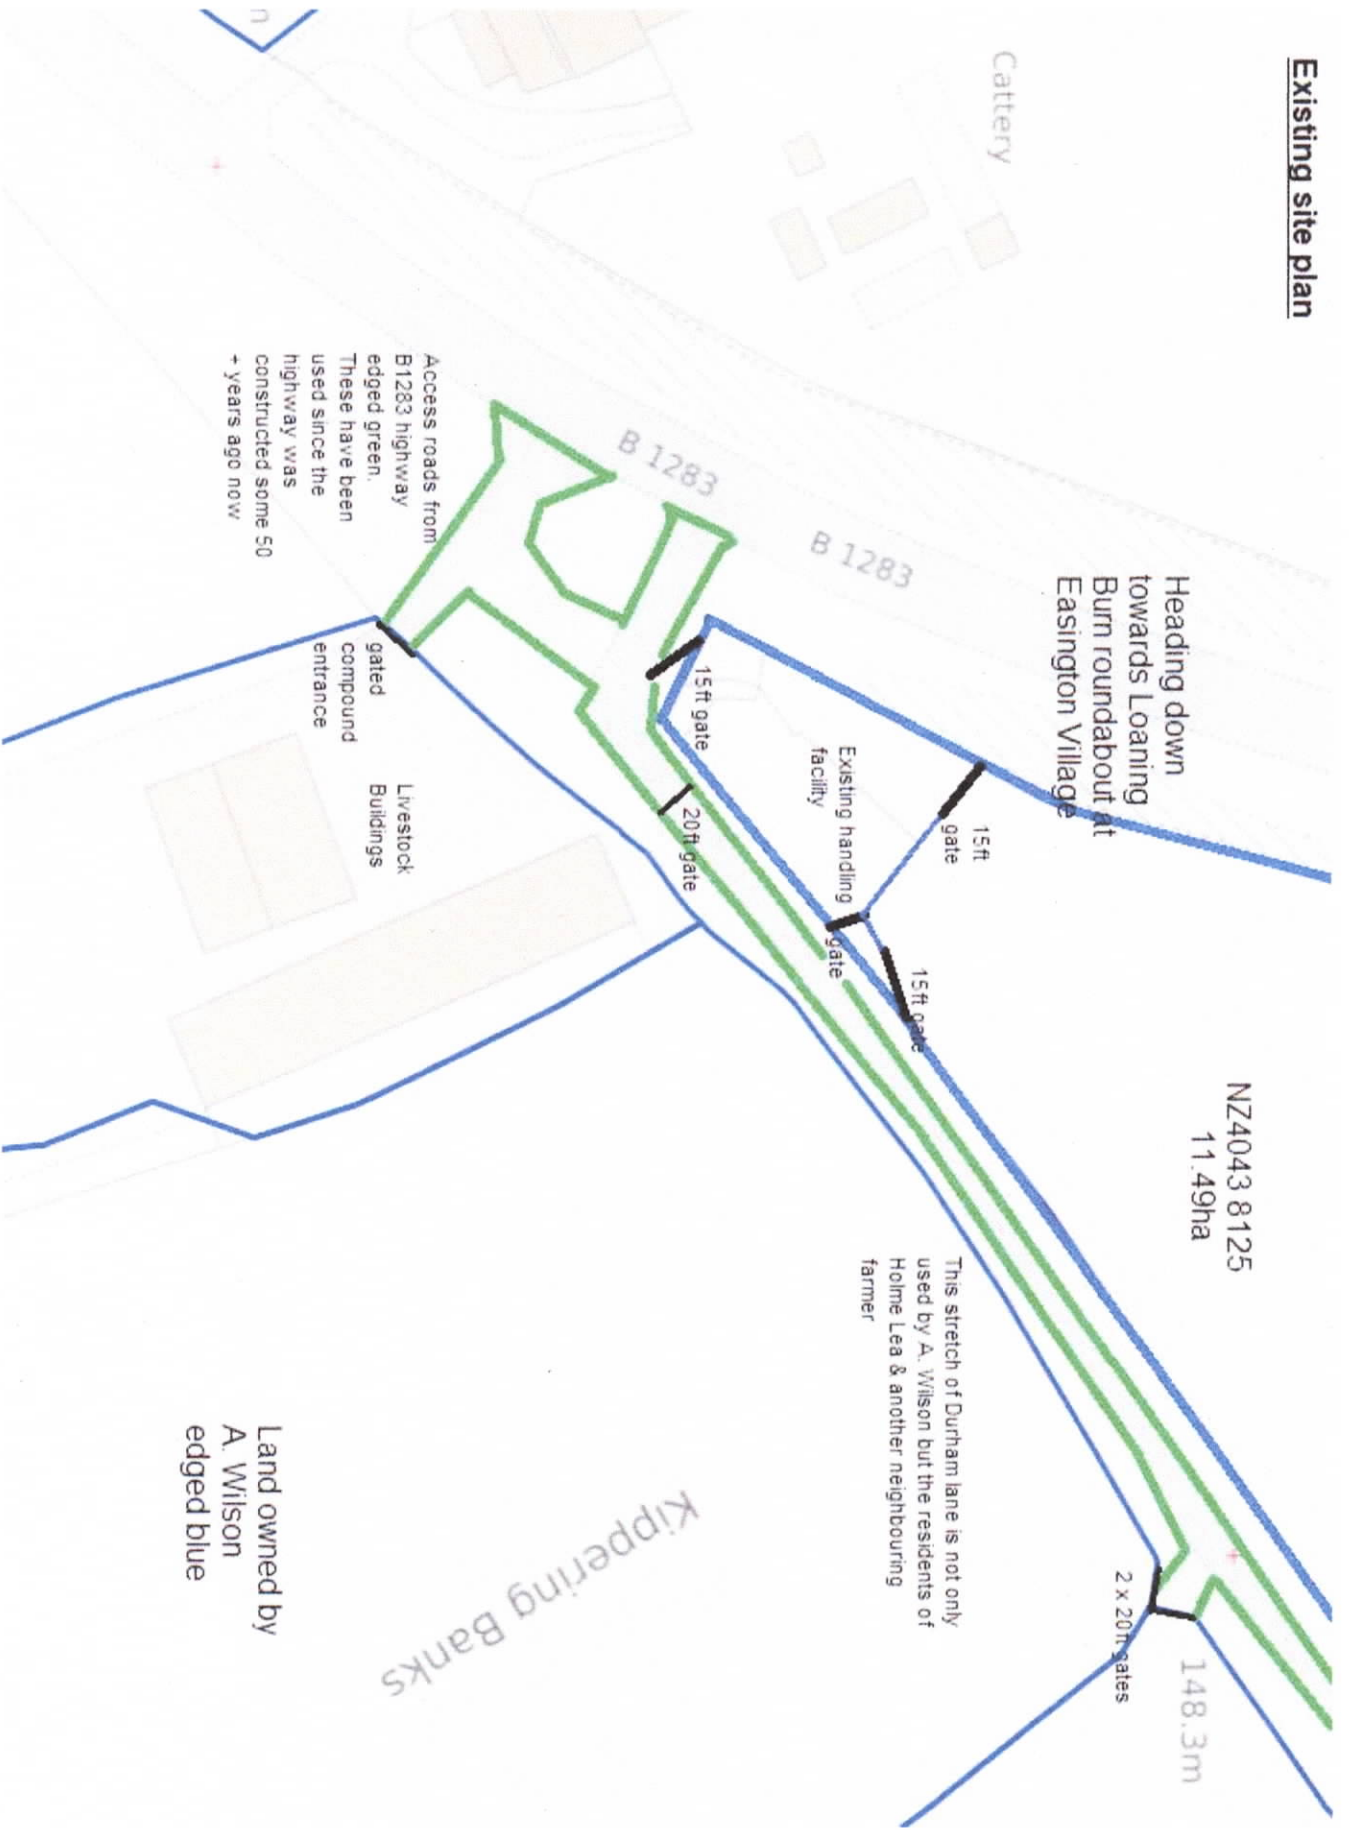 Existing site plan
Cattery
n
Heading down
towards Loaning
Burn roundabout at
Easington Village
B 1283
B 1283
NZ4043 8125
11.49ha
Access roads from
B1283 highway
edged green.
These have been
used since the
highway was
constructed some 50
+ years ago now
15ft gate
15ft
gate
Existing handling
facility
gate
15ft gate
20ft gate
gated
compound
entrance
Livestock
Buildings
This stretch of Durham lane is not only
used by A. Wilson but the residents of
Holme Lea & another neighbouring
farmer
2 x 20ft gates
148.3m
Kippering Banks
Land owned by
A. Wilson
edged blue